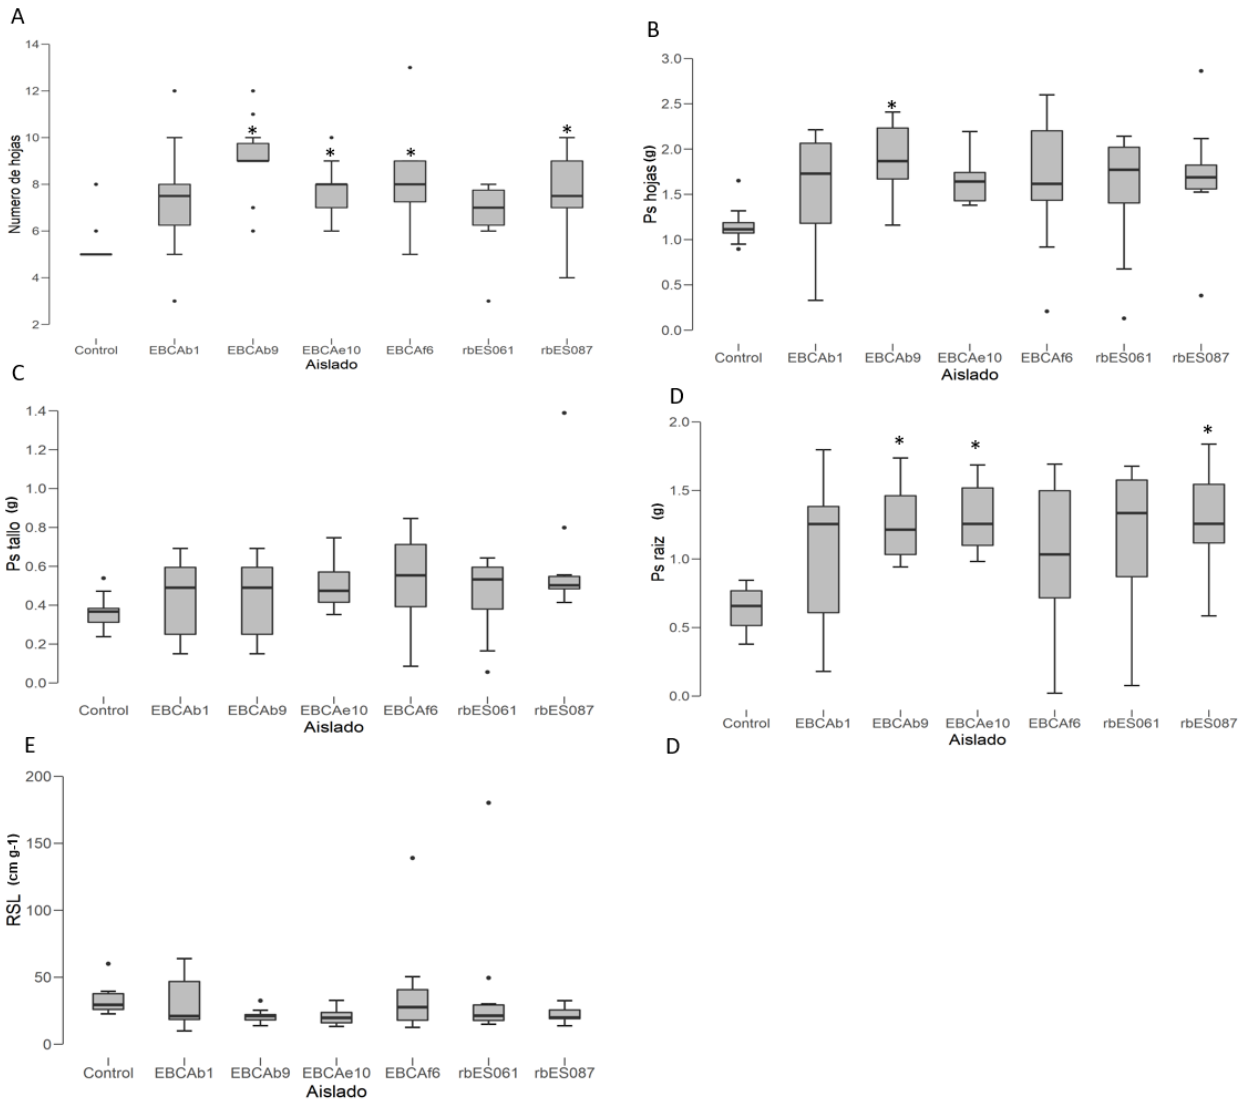 A
Numero de hojas
14
12
10
8
6
4
2
* * * *
Control EBCAb1 EBCAb9 EBCAe10 EBCAf6 rbES061 rbES087
Aislado
B
Ps hojas (g)
3.0
2.5
2.0
1.5
1.0
0.5
0.0
*
Control EBCAb1 EBCAb9 EBCAe10 EBCAf6 rbES061 rbES087
Aislado
C
Ps tallo (g)
1.4
1.2
1.0
0.8
0.6
0.4
0.2
0.0
Control EBCAb1 EBCAb9 EBCAe10 EBCAf6 rbES061 rbES087
Aislado
D
Ps raiz (g)
2.0
1.5
1.0
0.5
0.0
* * *
Control EBCAb1 EBCAb9 EBCAe10 EBCAf6 rbES061 rbES087
Aislado
E
RSL (cm g-1)
200
150
100
50
0
Control EBCAb1 EBCAb9 EBCAe10 EBCAf6 rbES061 rbES087
Aislado
D